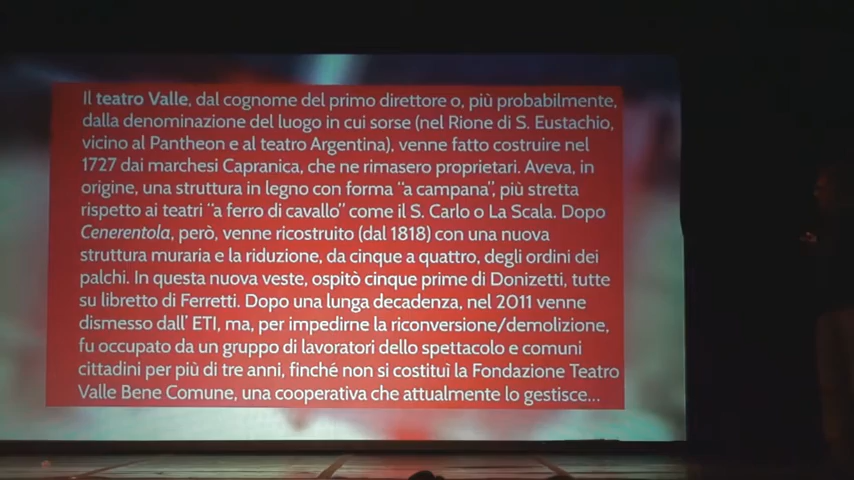 Il teatro Valle, dal cognome del primo direttore o, più probabilmente,
dalla denominazione del luogo in cui sorse (nel Rione di S. Eustachio,
vicino al Pantheon e al teatro Argentina), venne fatto costruire nel
1727 dai marchesi Capranica, che ne rimasero proprietari. Aveva, in
origine, una struttura in legno con forma “a campana”, più stretta
rispetto ai teatri “a ferro di cavallo” come il S. Carlo o La Scala. Dopo
Cenerentola, però, venne ricostruito (dal 1818) con una nuova
struttura muraria e la riduzione, da cinque a quattro, degli ordini dei
palchi. In questa nuova veste, ospitò cinque prime di Donizetti, tutte
su libretto di Ferretti. Dopo una lunga decadenza, nel 2011 venne
dismesso dall’ ETI, ma, per impedirne la riconversione/demolizione,
fu occupato da un gruppo di lavoratori dello spettacolo e comuni
cittadini per più di tre anni, finché non si costituì la Fondazione Teatro
Valle Bene Comune, una cooperativa che attualmente lo gestisce...